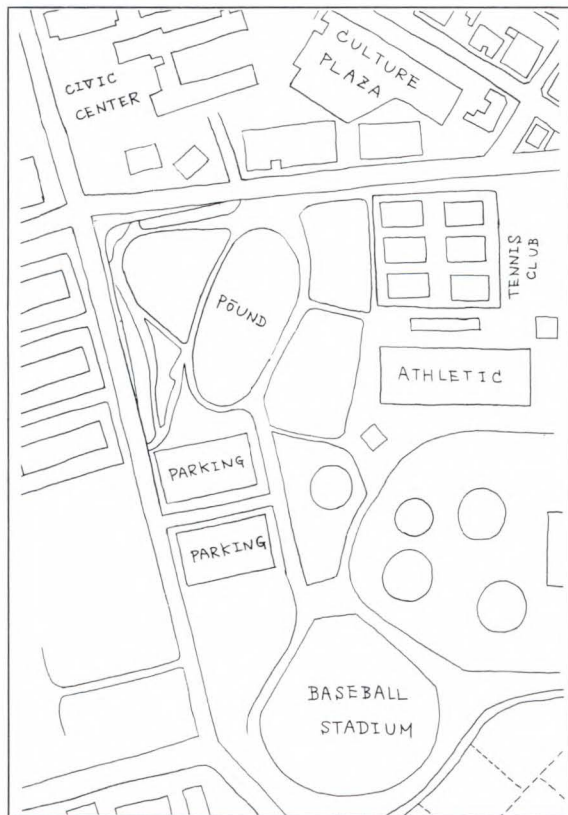 CULTURE
PLAZA
CIVIC
CENTER
TENNIS
CLUB
PŌUND
ATHLETIC
PARKING
PARKING
BASEBALL
STADIUM